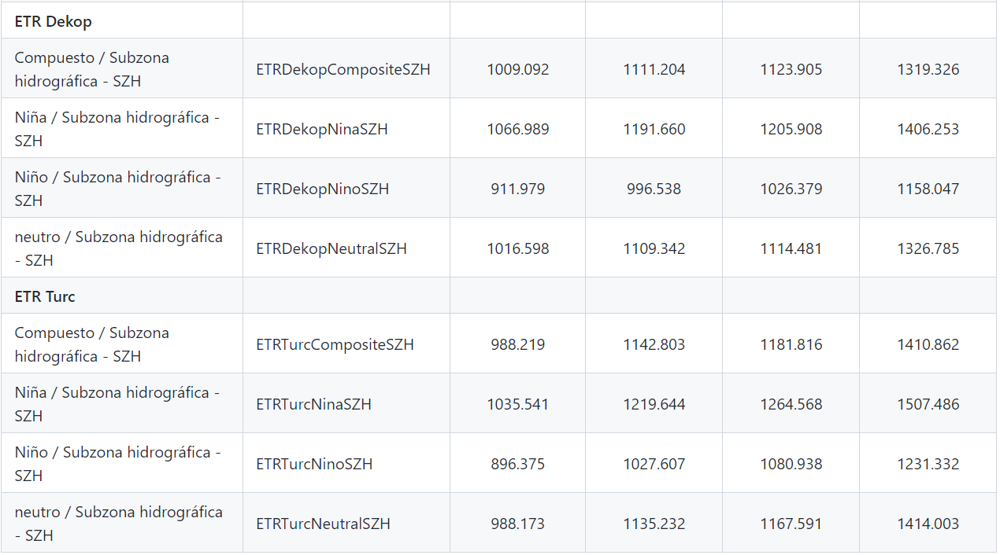 ETR Dekop
Compuesto / Subzona
hidrográfica - SZH
ETRDekopCompositeSZH 1009.092 1111.204 1123.905 1319.326
Niña / Subzona hidrográfica -
SZH
ETRDekopNinaSZH 1066.989 1191.660 1205.908 1406.253
Niño / Subzona hidrográfica -
SZH
ETRDekopNinoSZH 911.979 996.538 1026.379 1158.047
neutro / Subzona hidrográfica
- SZH
ETRDekopNeutralSZH 1016.598 1109.342 1114.481 1326.785
ETR Turc
Compuesto / Subzona
hidrográfica - SZH
ETRTurcCompositeSZH 988.219 1142.803 1181.816 1410.862
Niña / Subzona hidrográfica -
SZH
ETRTurcNinaSZH 1035.541 1219.644 1264.568 1507.486
Niño / Subzona hidrográfica -
SZH
ETRTurcNinoSZH 896.375 1027.607 1080.938 1231.332
neutro / Subzona hidrográfica
- SZH
ETRTurcNeutralSZH 988.173 1135.232 1167.591 1414.003